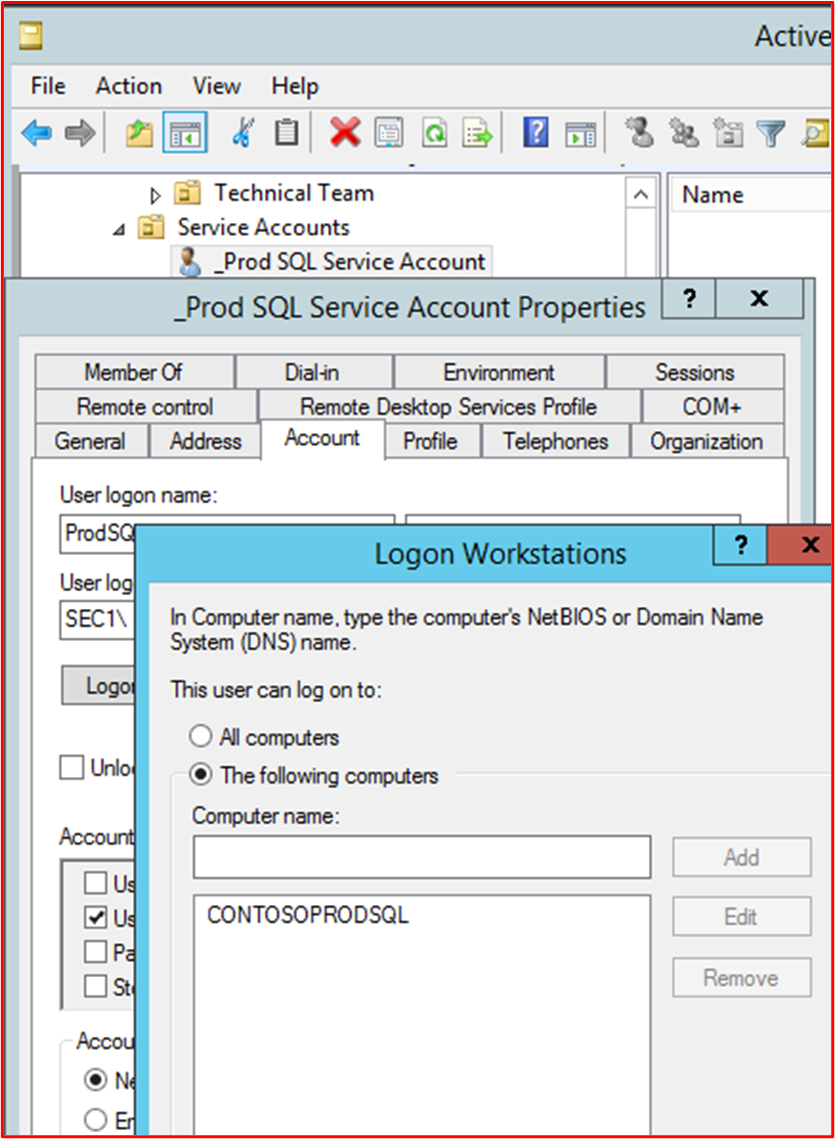 Active
File Action View Help
Technical Team
Service Accounts
_Prod SQL Service Account
Name
_Prod SQL Service Account Properties
? x
Member Of Dial-in Environment Sessions
Remote control Remote Desktop Services Profile COM+
General Address Account Profile Telephones Organization
User logon name:
ProdSQ
User log
SEC1\
Logon
Unlo
Account
Us
Us
Pa
Sto
Accou
Ne
En
Logon Workstations
? x
In Computer name, type the computer's NetBIOS or Domain Name
System (DNS) name.
This user can log on to:
All computers
The following computers
Computer name:
Add
CONTOSOPRODSQL
Edit
Remove